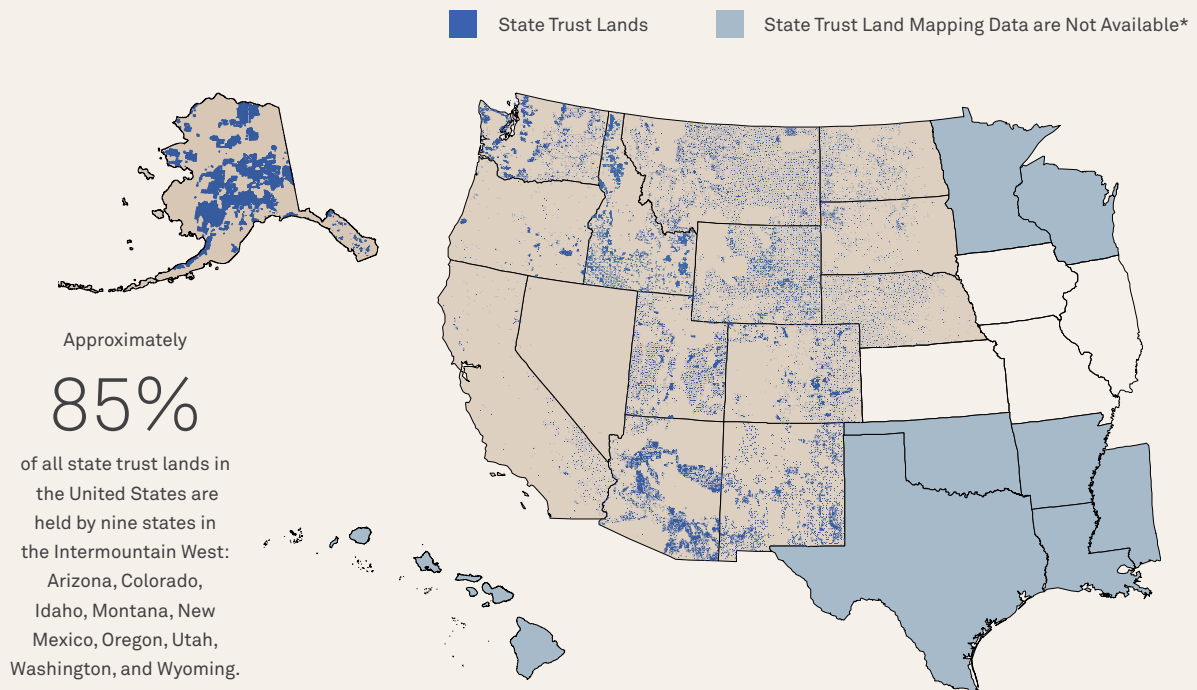 State Trust Lands
State Trust Land Mapping Data are Not Available*
Approximately
85%
of all state trust lands in
the United States are
held by nine states in
the Intermountain West:
Arizona, Colorado,
Idaho, Montana, New
Mexico, Oregon, Utah,
Washington, and Wyoming.